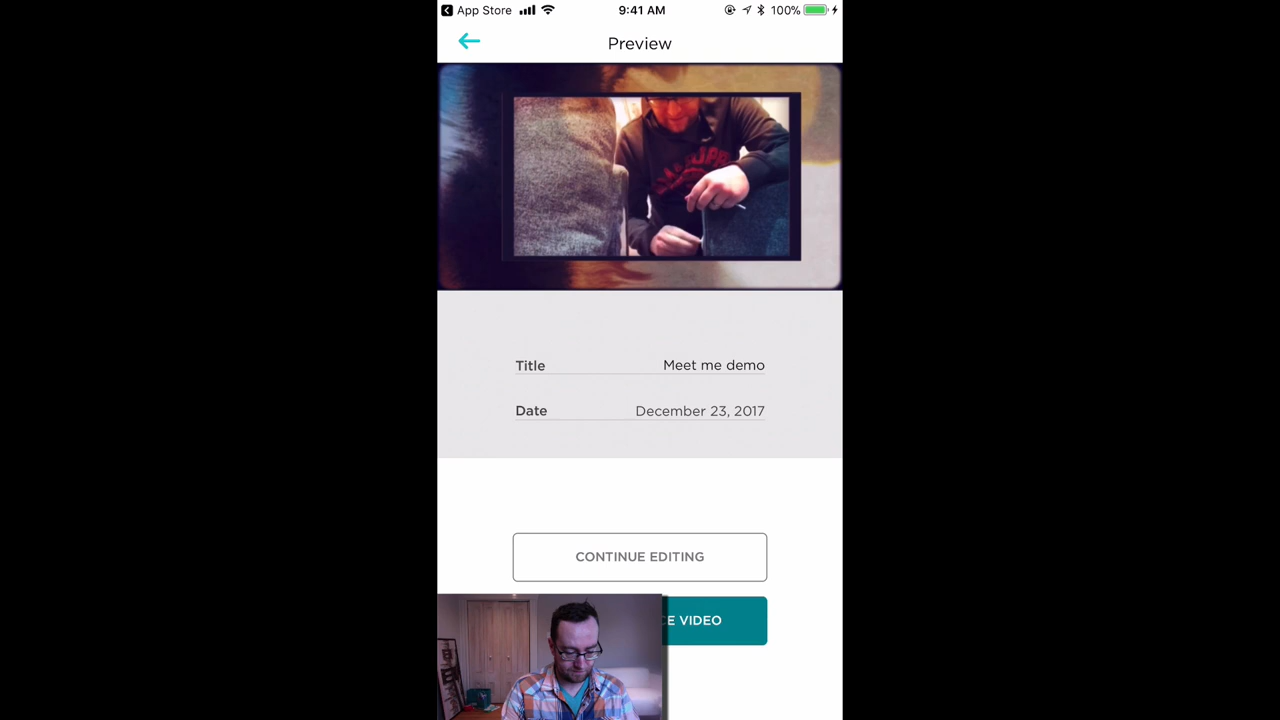 App Store 9:41 AM 100%
Preview
Title Meet me demo
Date December 23, 2017
CONTINUE EDITING
VIDEO